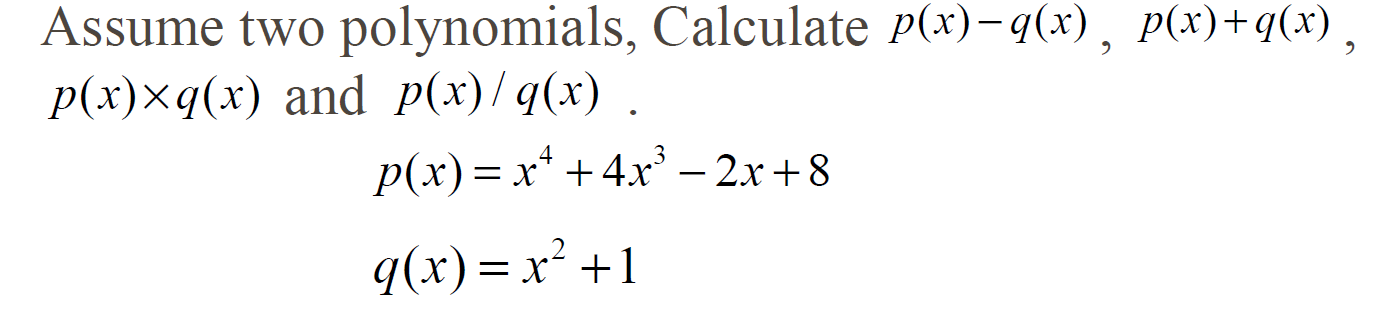 Assume two polynomials, Calculate p(x)−q(x) , p(x)+q(x) ,
p(x)×q(x) and p(x)/q(x) .
p(x)=x⁴+4x³−2x+8
q(x)=x²+1